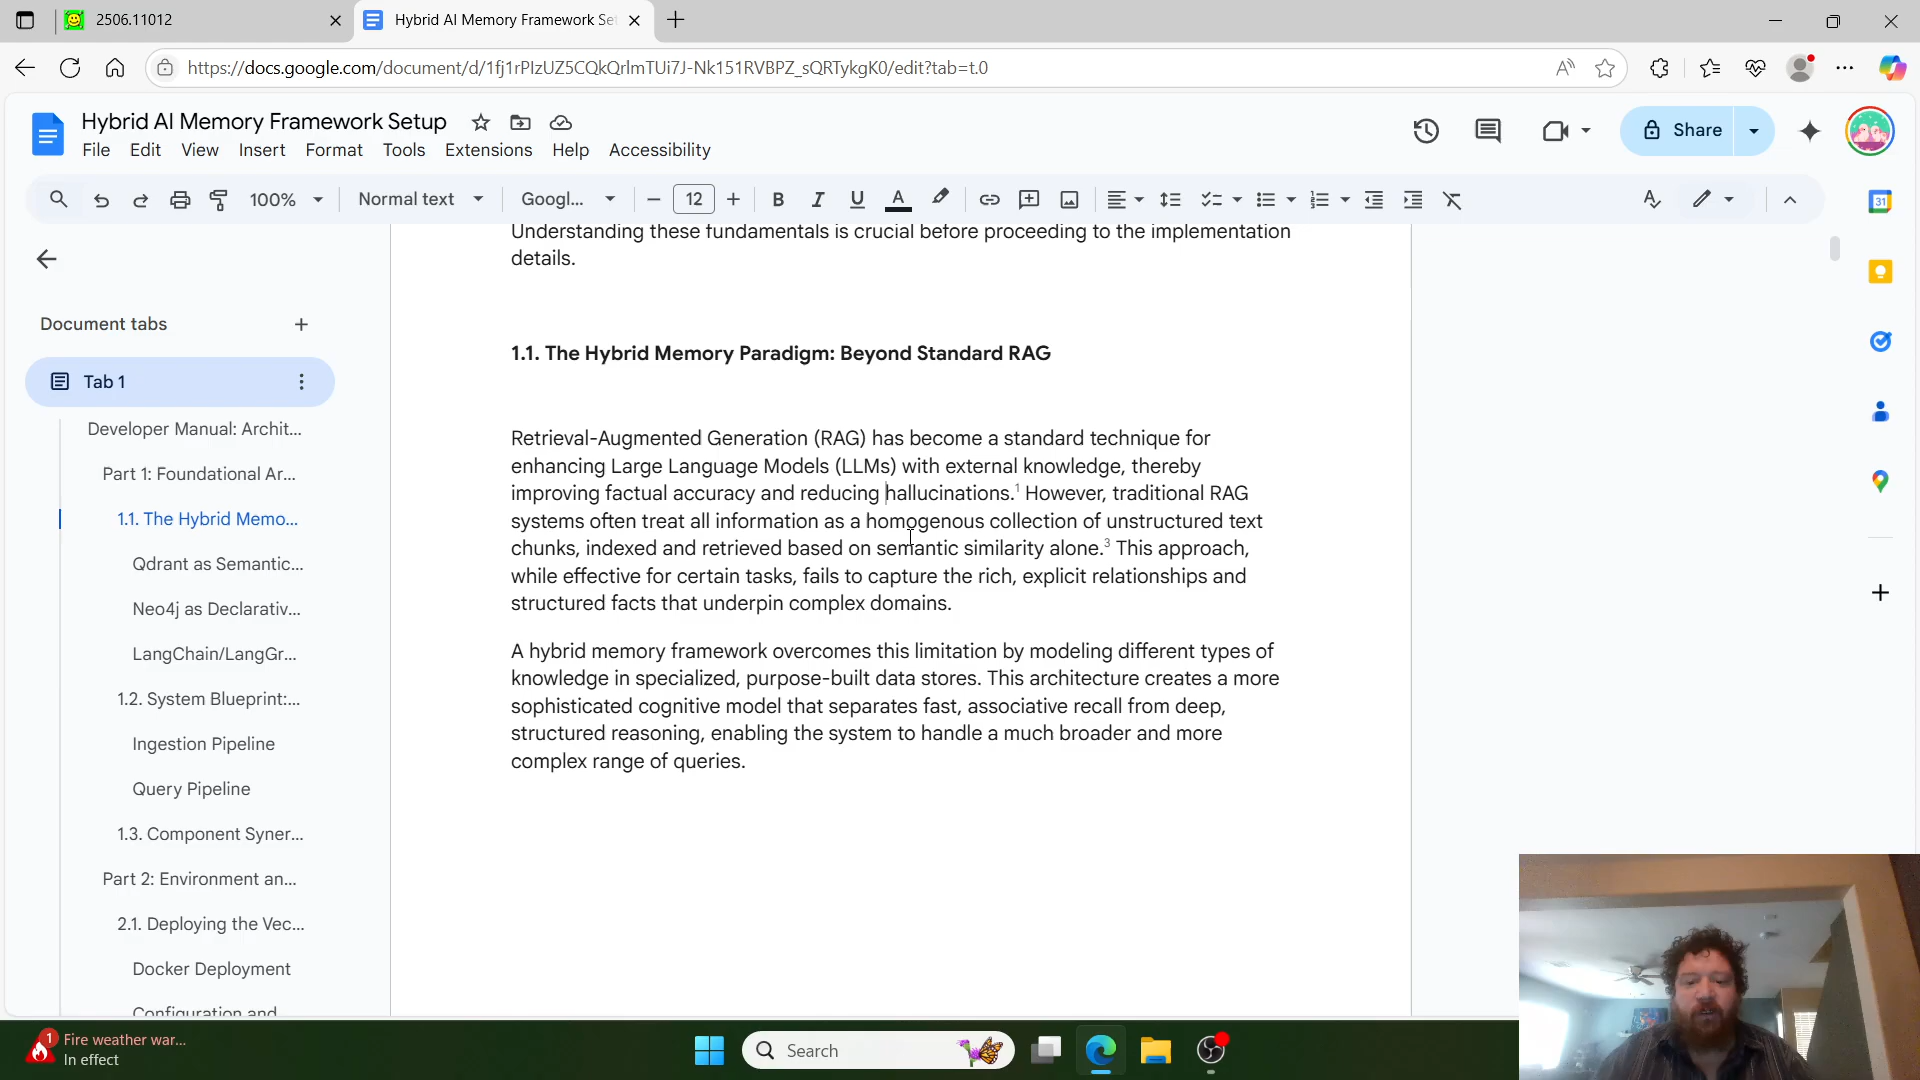 2506.11012
Hybrid AI Memory Framework Set
https://docs.google.com/document/d/1fj1rPIzUZ5CQkQrlmTUi7J-Nk151RVBPZ_sQRTykgK0/edit?tab=t.0
Hybrid AI Memory Framework Setup
File Edit View Insert Format Tools Extensions Help Accessibility
Share
100% Normal text Googl... 12 B I U A
31
Document tabs
Tab 1
Developer Manual: Archit...
Part 1: Foundational Ar...
1.1. The Hybrid Memo...
Qdrant as Semantic...
Neo4j as Declarativ...
LangChain/LangGr...
1.2. System Blueprint:...
Ingestion Pipeline
Query Pipeline
1.3. Component Syner...
Part 2: Environment an...
2.1. Deploying the Vec...
Docker Deployment
Configuration and
Understanding these fundamentals is crucial before proceeding to the implementation
details.
1.1. The Hybrid Memory Paradigm: Beyond Standard RAG
Retrieval-Augmented Generation (RAG) has become a standard technique for
enhancing Large Language Models (LLMs) with external knowledge, thereby
improving factual accuracy and reducing hallucinations.1 However, traditional RAG
systems often treat all information as a homogenous collection of unstructured text
chunks, indexed and retrieved based on semantic similarity alone.3 This approach,
while effective for certain tasks, fails to capture the rich, explicit relationships and
structured facts that underpin complex domains.
A hybrid memory framework overcomes this limitation by modeling different types of
knowledge in specialized, purpose-built data stores. This architecture creates a more
sophisticated cognitive model that separates fast, associative recall from deep,
structured reasoning, enabling the system to handle a much broader and more
complex range of queries.
1
Fire weather war...
In effect
Search